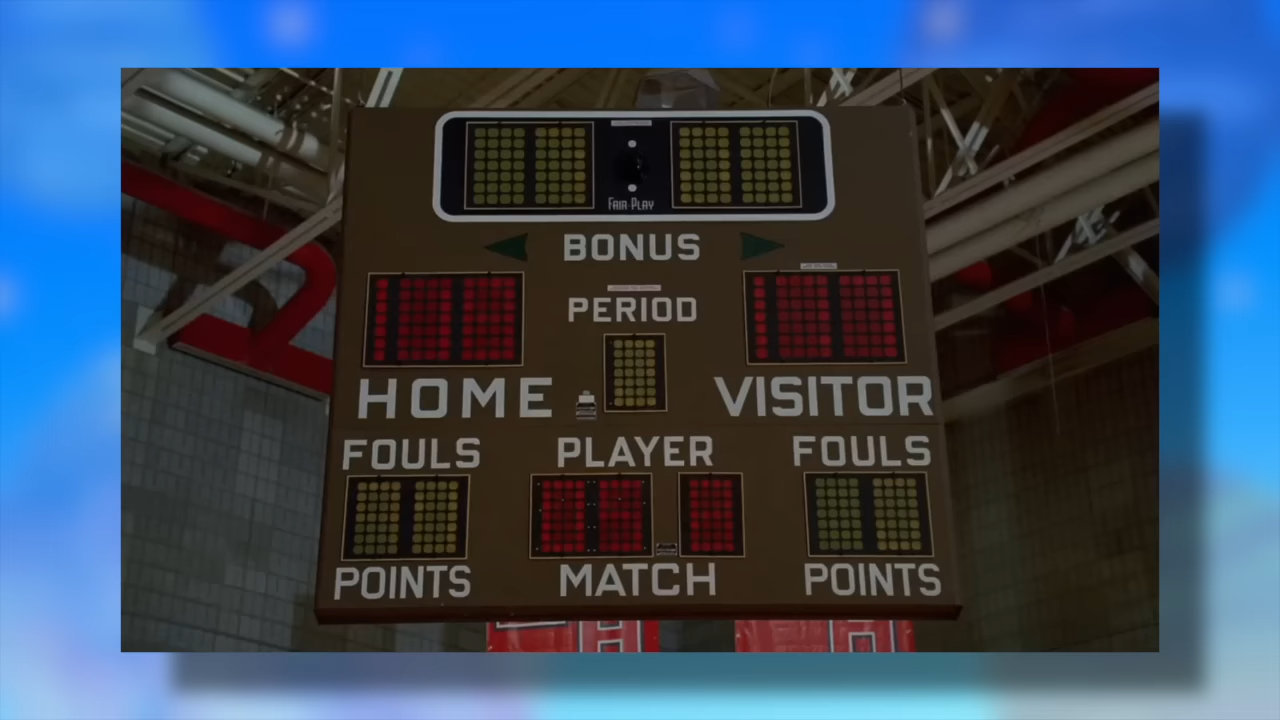 FAIR-PLAY
BONUS
PERIOD
HOME
VISITOR
FOULS
PLAYER
FOULS
POINTS
MATCH
POINTS